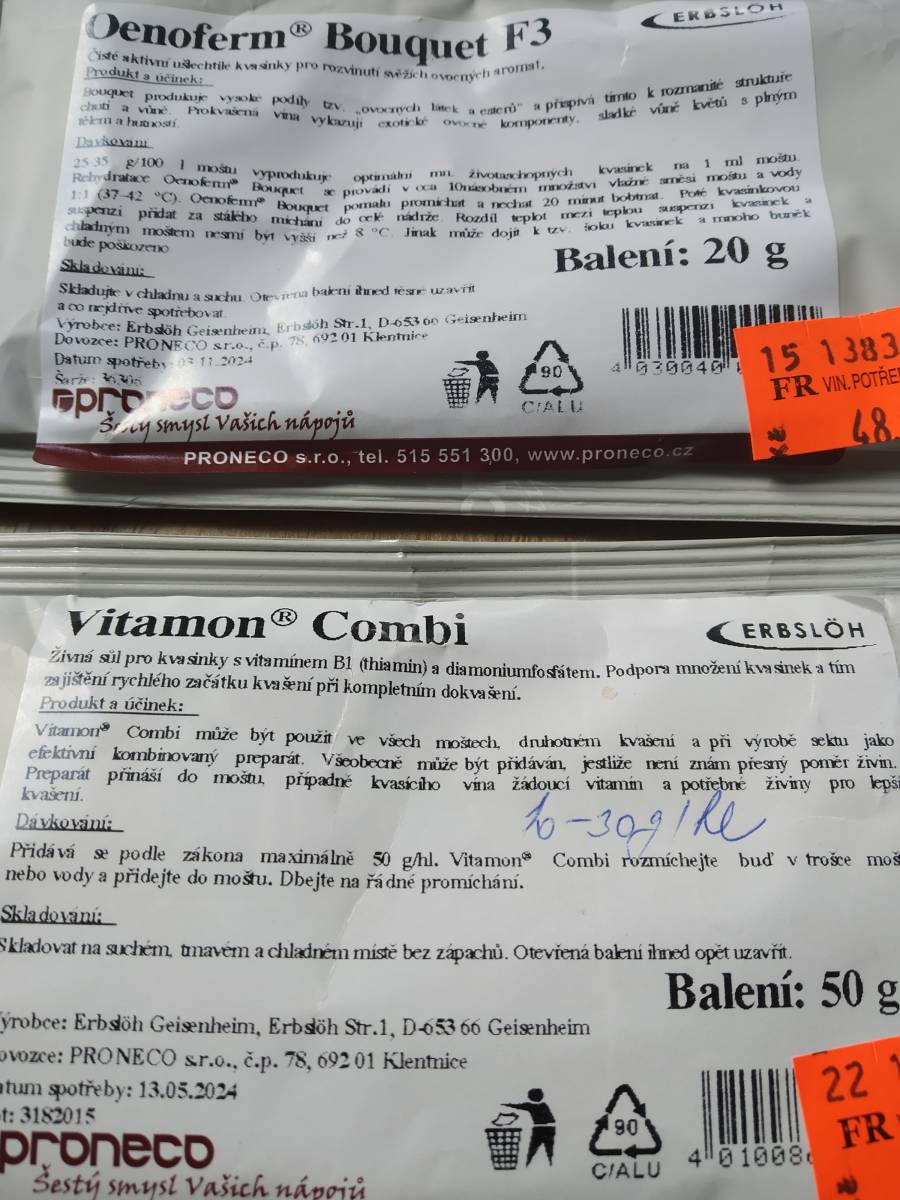 Oenoferm® Bouquet F3
ERBSLÖH
Čisté aktivní ušlechtilé kvasinky pro rozvinutí svěžích ovocných aromat.
Produkt a účinek:
Bouquet produkuje vysoké podíly tzv. „ovocných látek a esterů" a přispívá tímto k rozmanité struktuře
chuti a vůně. Prokvašená vína vykazují exotické ovocné komponenty, sladké vůně květů s plným
tělem a hutností.
Dávkování
25-35 g/100 l moštu vyprodukuje optimální mn. životaschopných kvasinek na 1 ml moštu.
Rehydratace Oenoferm® Bouquet se provádí v cca 10násobném množství vlažné směsi moštu a vody
1:1 (37-42 °C). Oenoferm® Bouquet pomalu promíchat a nechat 20 minut bobtnat. Poté kvasinkovou
suspenzi přidat za stálého míchání do celé nádrže. Rozdíl teplot mezi teplou suspenzí kvasinek a
chladným moštem nesmí být vyšší než 8 °C. Jinak může dojít k tzv. šoku kvasinek a mnoho buněk
bude poškozeno
Balení: 20 g
Skladování:
Skladujte v chladnu a suchu. Otevřená balení ihned těsně uzavřít
a co nejdříve spotřebovat.
Výrobce: Erbslöh Geisenheim, Erbslöh Str.1, D-653 66 Geisenheim
Dovozce: PRONECO s.r.o., č.p. 78, 692 01 Klentnice
Datum spotřeby 03.11.2024
Šarže: 36306
proneco
Šestý smysl Vašich nápojů
90
C/ALU
4 030040
15 1383
FR VIN.POTŘE
48
PRONECO s.r.o., tel. 515 551 300, www.proneco.cz
Vitamon® Combi
ERBSLÖH
Živná sůl pro kvasinky s vitamínem B1 (thiamin) a diamoniumfosfátem. Podpora množení kvasinek a tím
zajištění rychlého začátku kvašení při kompletním dokvašení.
Produkt a účinek:
Vitamon® Combi může být použit ve všech moštech, druhotném kvašení a při výrobě sektu jako
efektivní kombinovaný preparát. Všeobecně může být přidáván, jestliže není znám přesný poměr živin.
Preparát přináší do moštu, případně kvasícího vína žádoucí vitamín a potřebné živiny pro lepší
kvašení.
Dávkování:
Přidává se podle zákona maximálně 50 g/hl. Vitamon® Combi rozmíchejte buď v trošce moš
nebo vody a přidejte do moštu. Dbejte na řádné promíchání.
Skladování:
Skladovat na suchém, tmavém a chladném místě bez zápachů. Otevřená balení ihned opět uzavřít.
Balení: 50 g
ýrobce: Erbslöh Geisenheim, Erbslöh Str.1, D-653 66 Geisenheim
ovozce: PRONECO s.r.o., č.p. 78, 692 01 Klentnice
atum spotřeby: 13.05.2024
t: 3182015
proneco
Šestý smysl Vašich nápojů
90
C/ALU
4 01008
22 1
FR